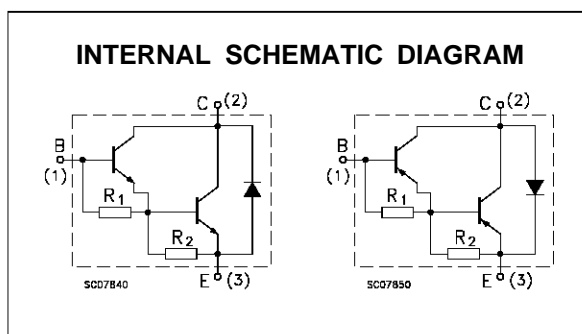 INTERNAL SCHEMATIC DIAGRAM
C (2)
B
(1)
R1
R2
E (3)
SC07840
C (2)
B
(1)
R1
R2
E (3)
SC07850